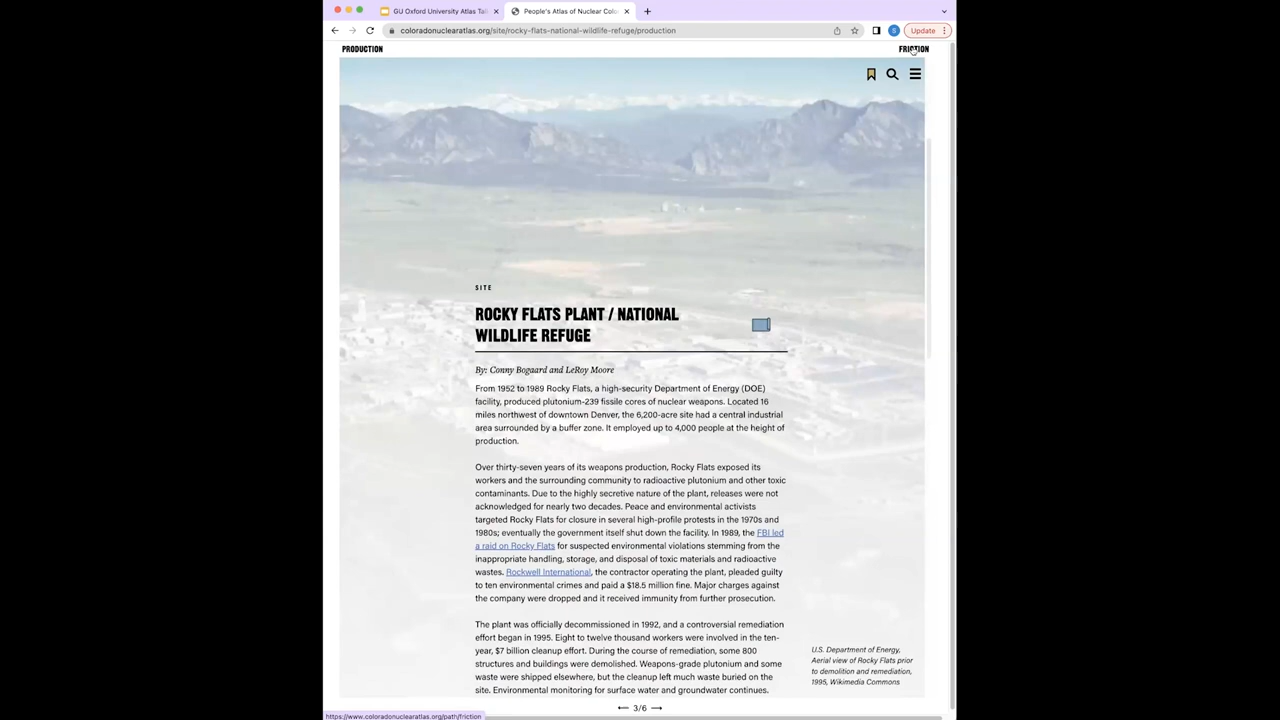 GU Oxford University Atlas Tal
People's Atlas of Nuclear Colo
coloradonuclearatlas.org/site/rocky-flats-national-wildlife-refuge/production
S
Update
PRODUCTION
FRICTION
SITE
ROCKY FLATS PLANT / NATIONAL
WILDLIFE REFUGE
By: Conny Bogaard and LeRoy Moore
From 1952 to 1989 Rocky Flats, a high-security Department of Energy (DOE)
facility, produced plutonium-239 fissile cores of nuclear weapons. Located 16
miles northwest of downtown Denver, the 6,200-acre site had a central industrial
area surrounded by a buffer zone. It employed up to 4,000 people at the height of
production.
Over thirty-seven years of its weapons production, Rocky Flats exposed its
workers and the surrounding community to radioactive plutonium and other toxic
contaminants. Due to the highly secretive nature of the plant, releases were not
acknowledged for nearly two decades. Peace and environmental activists
targeted Rocky Flats for closure in several high-profile protests in the 1970s and
1980s; eventually the government itself shut down the facility. In 1989, the FBI led
a raid on Rocky Flats for suspected environmental violations stemming from the
inappropriate handling, storage, and disposal of toxic materials and radioactive
wastes. Rockwell International, the contractor operating the plant, pleaded guilty
to ten environmental crimes and paid a $18.5 million fine. Major charges against
the company were dropped and it received immunity from further prosecution.
The plant was officially decommissioned in 1992, and a controversial remediation
effort began in 1995. Eight to twelve thousand workers were involved in the ten-
year, $7 billion cleanup effort. During the course of remediation, some 800
structures and buildings were demolished. Weapons-grade plutonium and some
waste were shipped elsewhere, but the cleanup left much waste buried on the
site. Environmental monitoring for surface water and groundwater continues.
U.S. Department of Energy,
Aerial view of Rocky Flats prior
to demolition and remediation,
1995, Wikimedia Commons
3/6
https://www.coloradonuclearatlas.org/path/friction